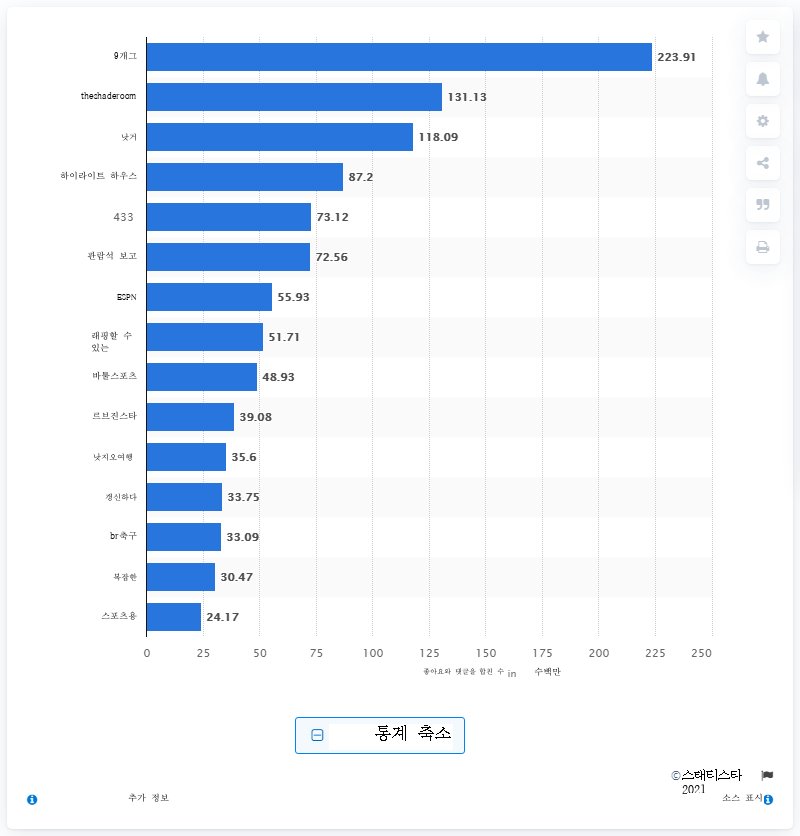 9개그
223.91
theshaderoom
131.13
낫거
118.09
하이라이트 하우스
87.2
433
73.12
관람석 보고
72.56
ESPN
55.93
래핑할 수
있는
51.71
바틀스포츠
48.93
르브진스타
39.08
낫지오여행
35.6
갱신하다
33.75
br축구
33.09
복잡한
30.47
스포츠용
24.17
0 25 50 75 100 125 150 175 200 225 250
좋아요와 댓글을 합친 수 in 수백만
통계 축소
©스태티스타
2021
추가 정보
소스 표시